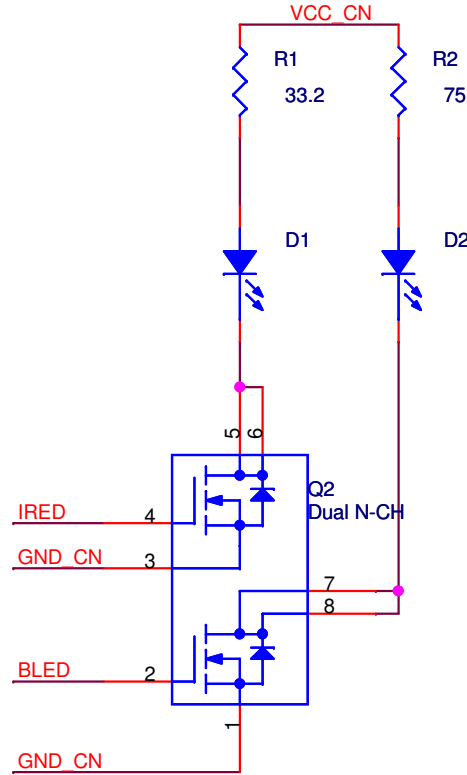 VCC_CN
R1
R2
33.2
75
D1
D2
5
6
Q2
Dual N-CH
IRED
4
GND_CN
3
7
8
BLED
2
1
GND_CN